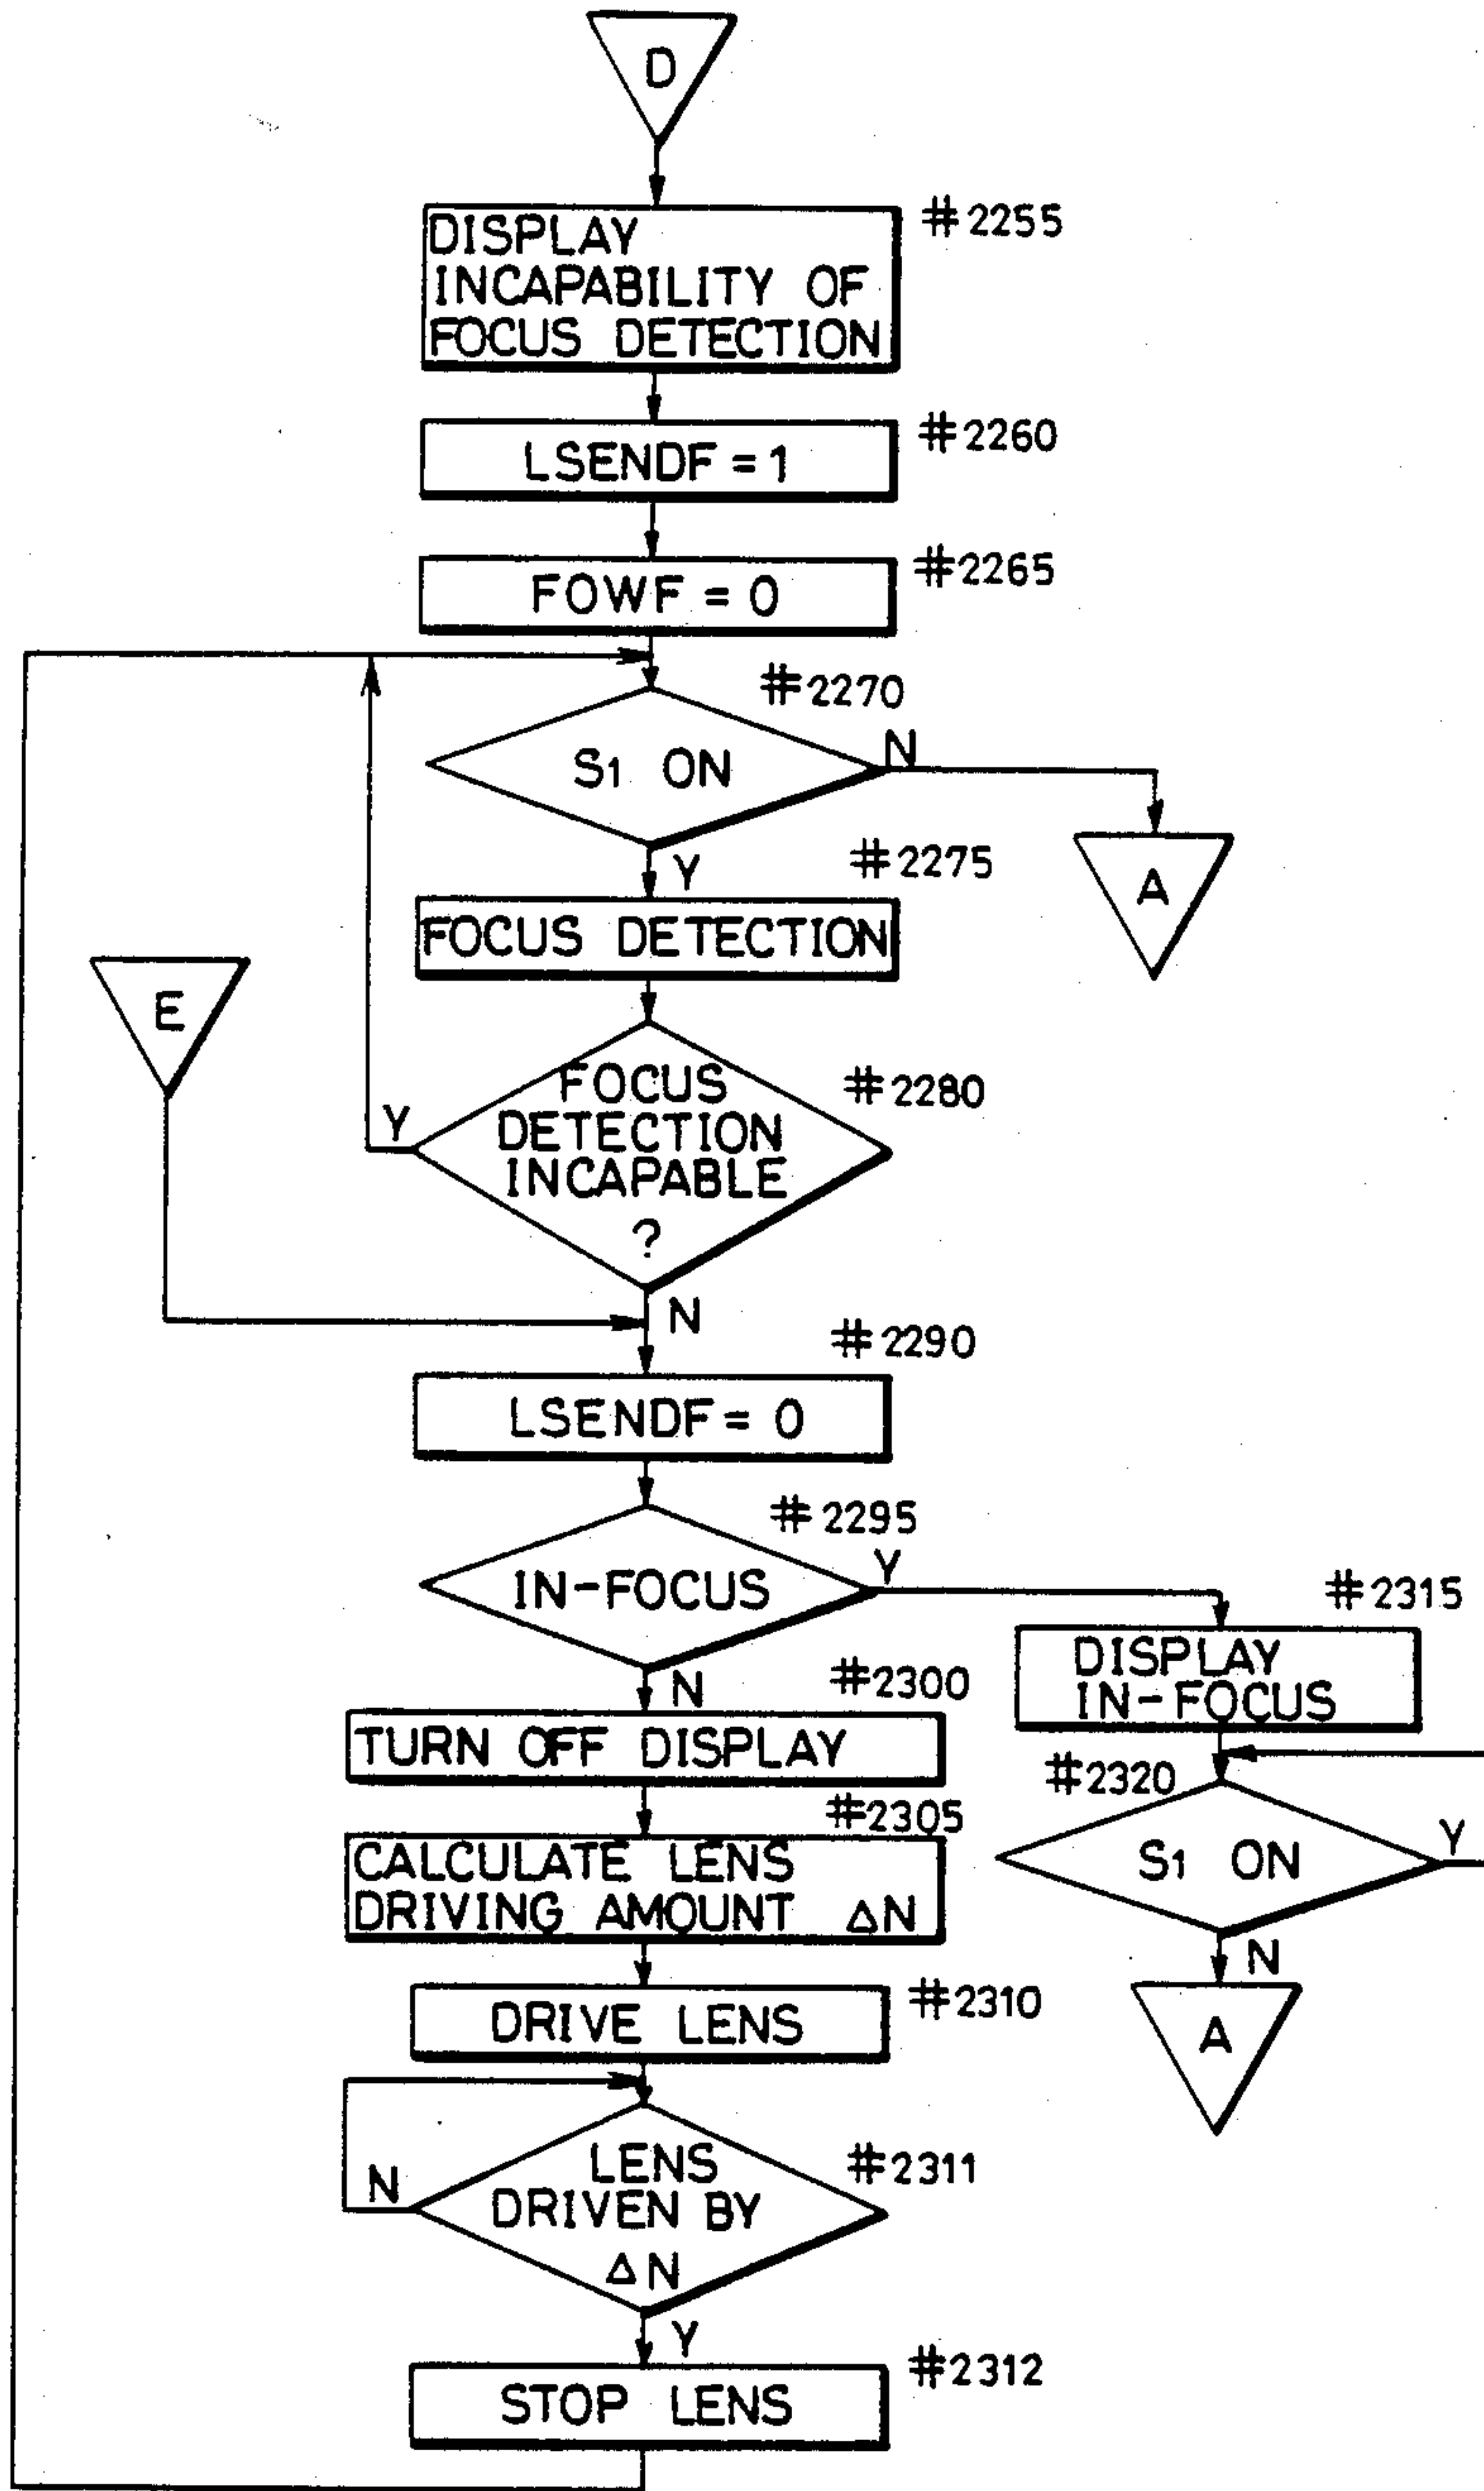 D
#2255
DISPLAY
INCAPABILITY OF
FOCUS DETECTION
#2260
LSENDF = 1
#2265
FOWF = 0
#2270
S1 ON
N
A
Y
#2275
FOCUS DETECTION
E
#2280
FOCUS
DETECTION
INCAPABLE
?
Y
N
#2290
LSENDF = 0
#2295
IN-FOCUS
Y
#2315
DISPLAY
IN-FOCUS
N
#2300
TURN OFF DISPLAY
#2320
S1 ON
Y
N
A
#2305
CALCULATE LENS
DRIVING AMOUNT ΔN
#2310
DRIVE LENS
#2311
LENS
DRIVEN BY
ΔN
N
Y
#2312
STOP LENS